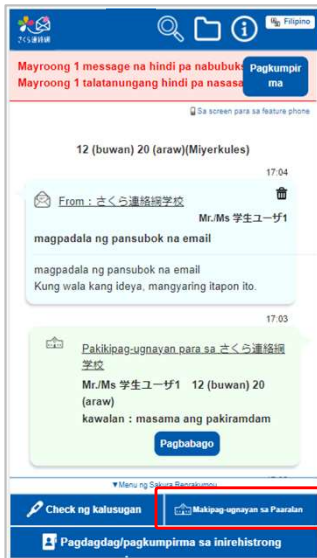 さくら連絡網
Filipino
Mayroong 1 message na hindi pa nabubuks
Mayroong 1 talatanungang hindi pa nasasa
Pagkumpir
ma
Sa screen para sa feature phone
12 (buwan) 20 (araw)(Miyerkules)
17:04
From : さくら連絡網学校
Mr./Ms 学生ユーザ1
magpadala ng pansubok na email
magpadala ng pansubok na email
Kung wala kang ideya, mangyaring itapon ito.
17:03
Pakikipag-ugnayan para sa さくら連絡網
学校
Mr./Ms 学生ユーザ1 12 (buwan) 20
(araw)
kawalan : masama ang pakiramdam
Pagbabago
▼Menu ng Sakura Renrakumou
Check ng kalusugan
Makipag-ugnayan sa Paaralan
Pagdagdag/pagkumpirma sa inirehistrong